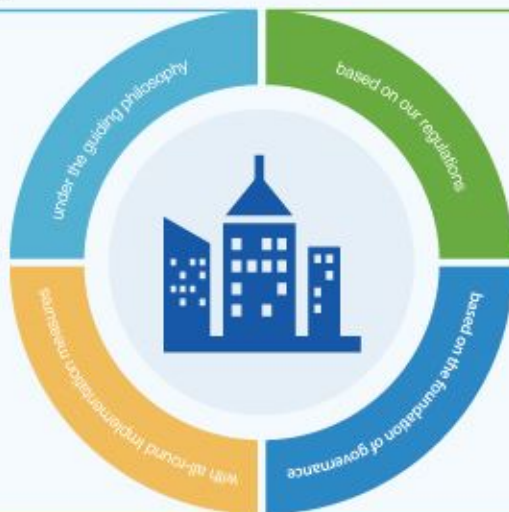 under the guiding philosophy
based on our regulations
based on the foundation of governance
with all-round implementation measures